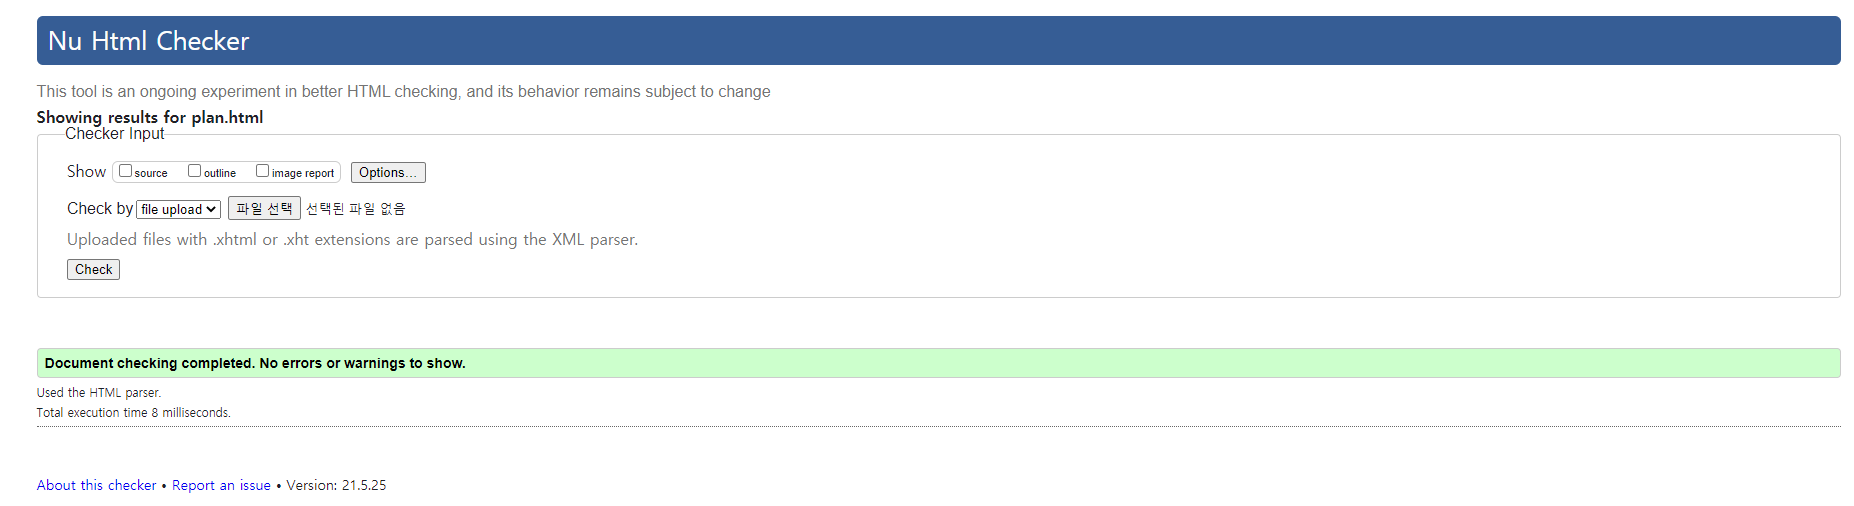 Nu Html Checker
This tool is an ongoing experiment in better HTML checking, and its behavior remains subject to change
Showing results for plan.html
Checker Input
Show source outline image report Options...
Check by file upload 파일 선택 선택된 파일 없음
Uploaded files with .xhtml or .xht extensions are parsed using the XML parser.
Check
Document checking completed. No errors or warnings to show.
Used the HTML parser.
Total execution time 8 milliseconds.
About this checker • Report an issue • Version: 21.5.25